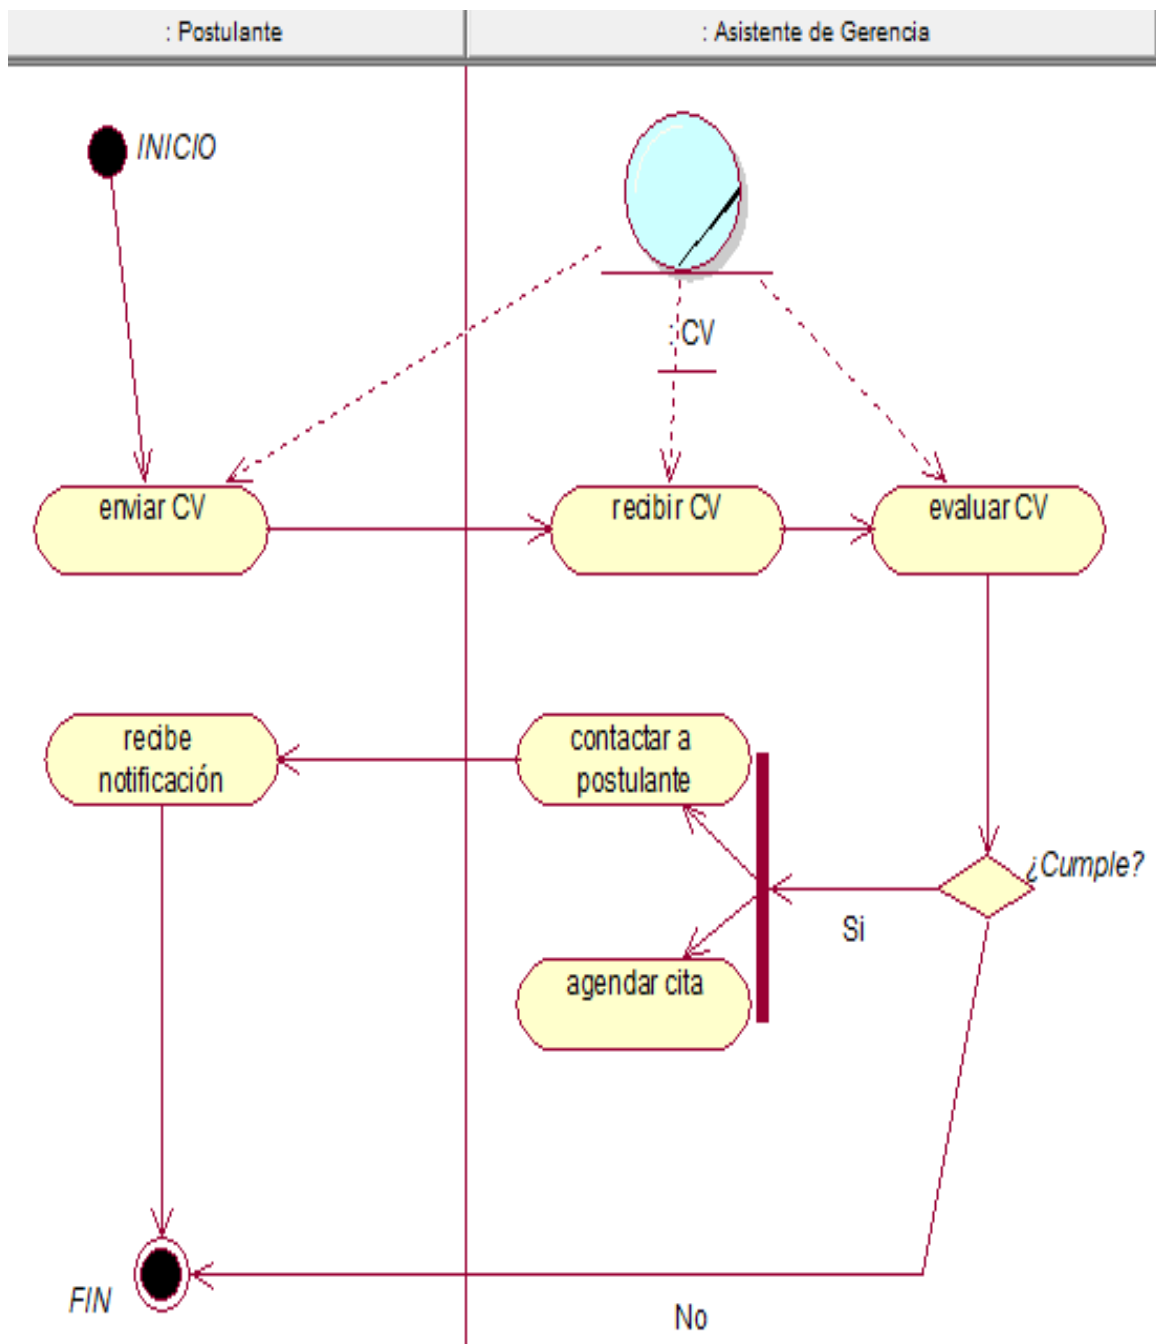 : Postulante
: Asistente de Gerencia
INICIO
: CV
enviar CV
recibir CV
evaluar CV
recibe
notificación
contactar a
postulante
¿Cumple?
Si
agendar cita
FIN
No